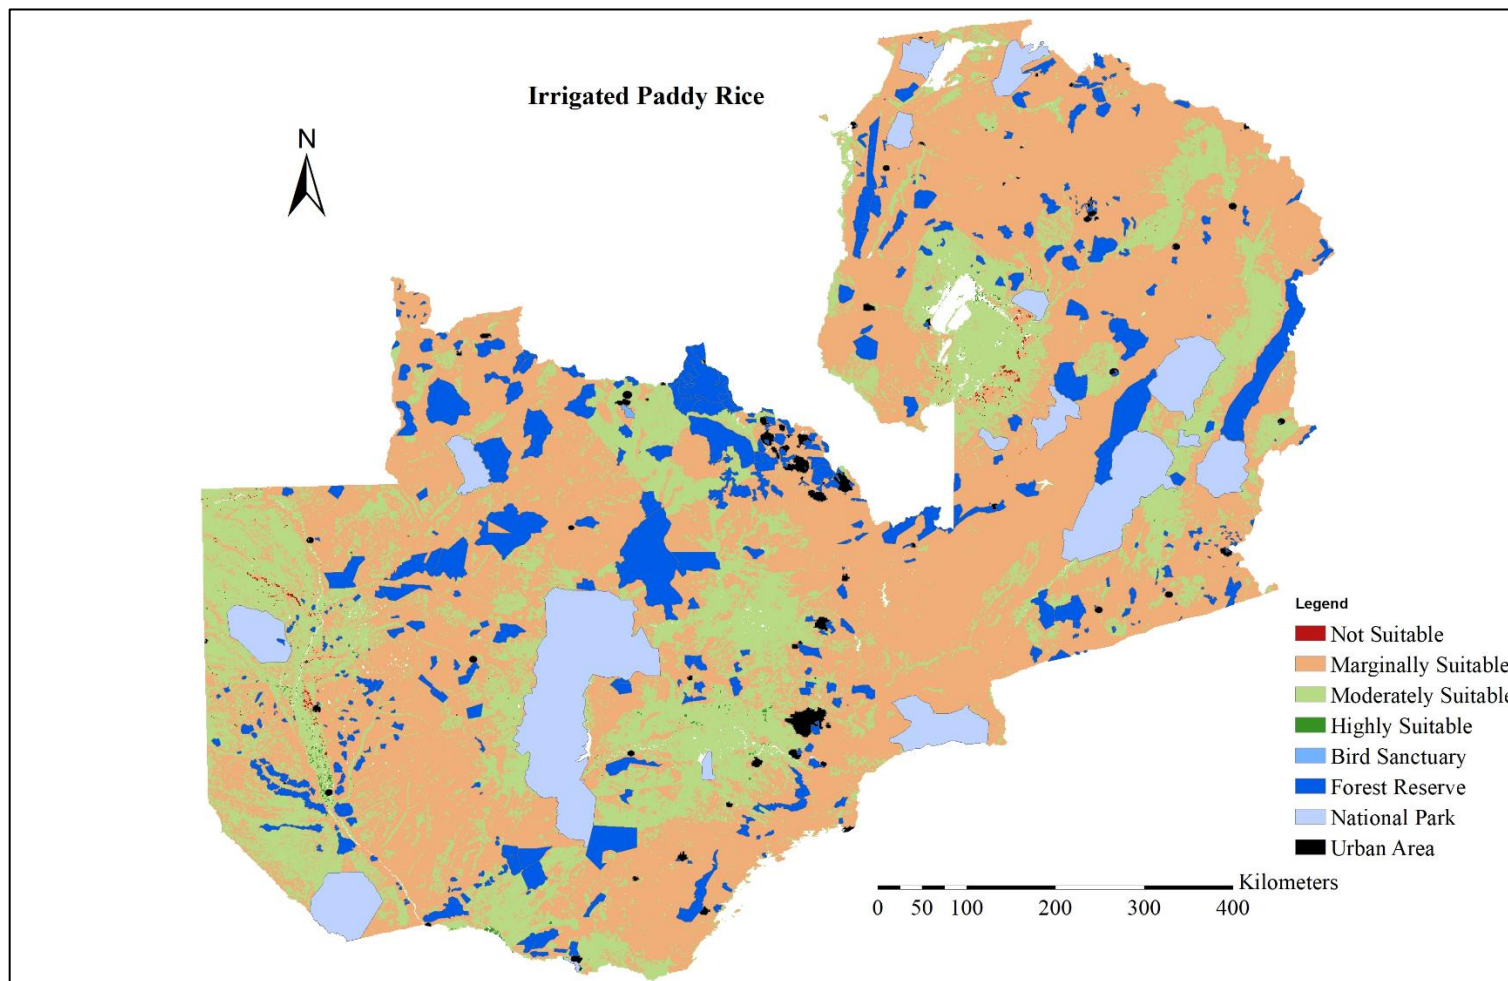 Irrigated Paddy Rice
N
Legend
Not Suitable
Marginally Suitable
Moderately Suitable
Highly Suitable
Bird Sanctuary
Forest Reserve
National Park
Urban Area
Kilometers
0 50 100 200 300 400